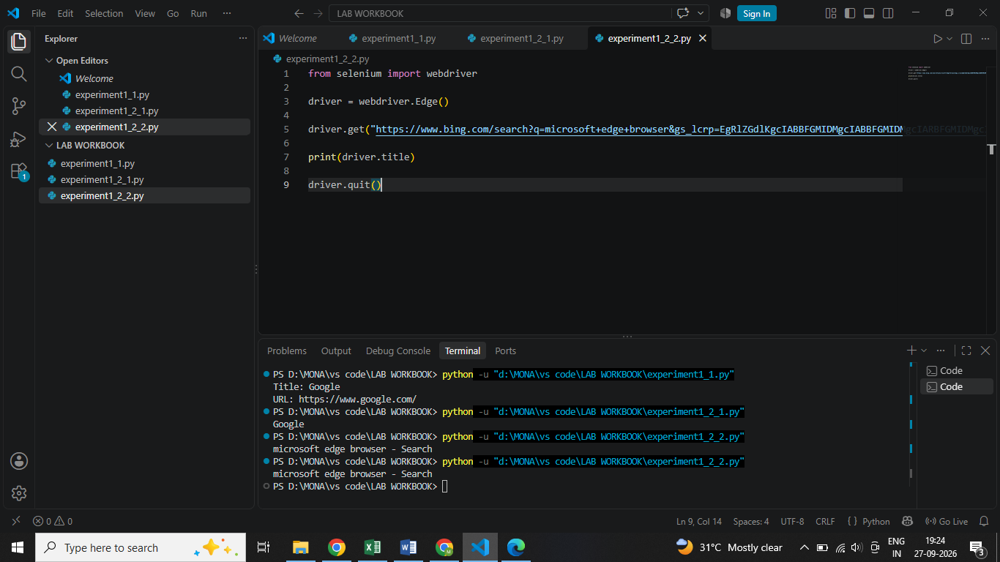 File Edit Selection View Go Run ··· LAB WORKBOOK Sign In
Explorer ···
Open Editors
Welcome
experiment1_1.py
experiment1_2_1.py
experiment1_2_2.py
LAB WORKBOOK
experiment1_1.py
experiment1_2_1.py
experiment1_2_2.py
1
Welcome experiment1_1.py experiment1_2_1.py experiment1_2_2.py
experiment1_2_2.py
1 from selenium import webdriver
2
3 driver = webdriver.Edge()
4
5 driver.get("https://www.bing.com/search?q=microsoft+edge+browser&gs_lcrp=EgRlZGdlKgcIABBFGMIDMgcIABBFGMIDMgcIARBFGMIDMgc
6
7 print(driver.title)
8
9 driver.quit()
Problems Output Debug Console Terminal Ports
PS D:\MONA\vs code\LAB WORKBOOK> python -u "d:\MONA\vs code\LAB WORKBOOK\experiment1_1.py"
Title: Google
URL: https://www.google.com/
PS D:\MONA\vs code\LAB WORKBOOK> python -u "d:\MONA\vs code\LAB WORKBOOK\experiment1_2_1.py"
Google
PS D:\MONA\vs code\LAB WORKBOOK> python -u "d:\MONA\vs code\LAB WORKBOOK\experiment1_2_2.py"
microsoft edge browser - Search
PS D:\MONA\vs code\LAB WORKBOOK> python -u "d:\MONA\vs code\LAB WORKBOOK\experiment1_2_2.py"
microsoft edge browser - Search
PS D:\MONA\vs code\LAB WORKBOOK>
Code
Code
0 0 Ln 9, Col 14 Spaces: 4 UTF-8 CRLF { } Python Go Live
Type here to search 31°C Mostly clear ENG IN 19:24 27-09-2026 3